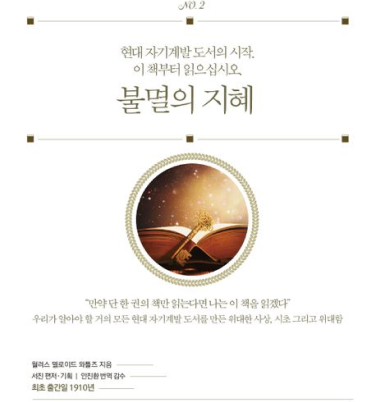 NO. 2
현대 자기계발 도서의 시작.
이 책부터 읽으십시오.
불멸의 지혜
"만약 단 한 권의 책만 읽는다면 나는 이 책을 읽겠다"
우리가 알아야 할 거의 모든 현대 자기계발 도서를 만든 위대한 사상, 시초 그리고 위대함
월러스 델로이드 와틀즈 지음
서진 편저·기획 | 안진환 번역 감수
최초 출간일 1910년